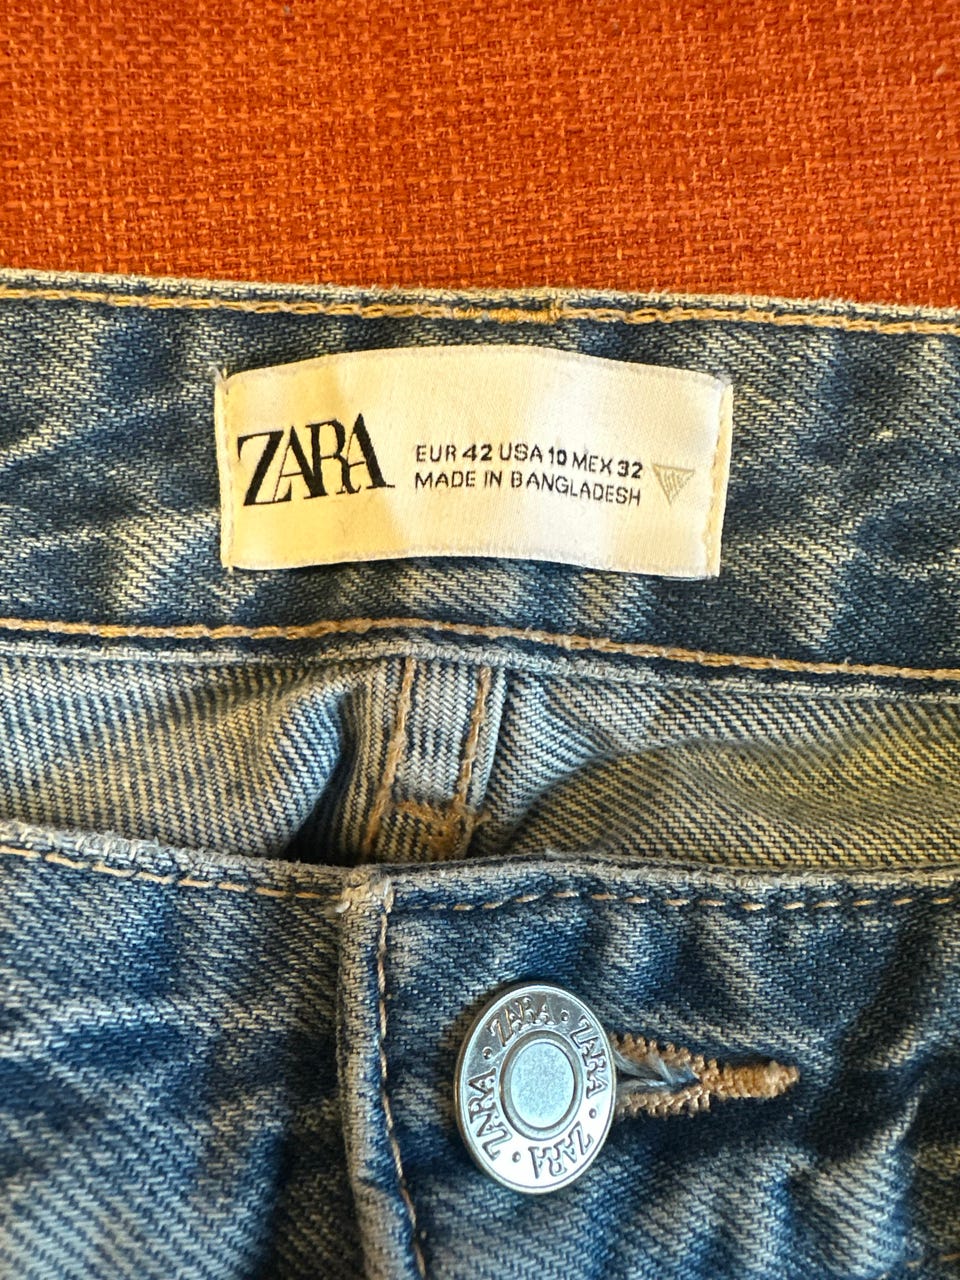 ZARA
EUR 42 USA 10 MEX 32
MADE IN BANGLADESH
ZARA · ZARA · ZARA · ZARA ·